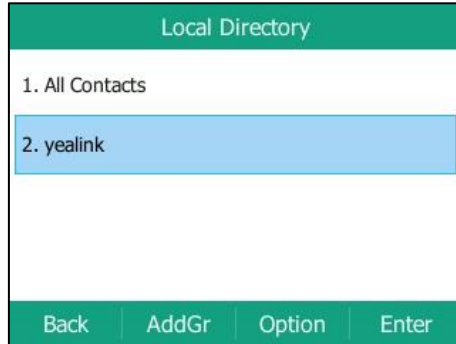 Local Directory
1. All Contacts
2. yealink
Back AddGr Option Enter